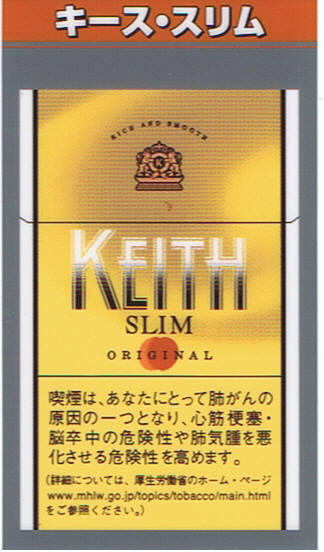 キース・スリム
RICH AND SMOOTH
K
KEITH
SLIM
ORIGINAL
喫煙は、あなたにとって肺がんの
原因の一つとなり、心筋梗塞・
脳卒中の危険性や肺気腫を悪
化させる危険性を高めます。
(詳細については、厚生労働省のホーム・ページ
www.mhlw.go.jp/topics/tobacco/main.html
をご参照ください。)